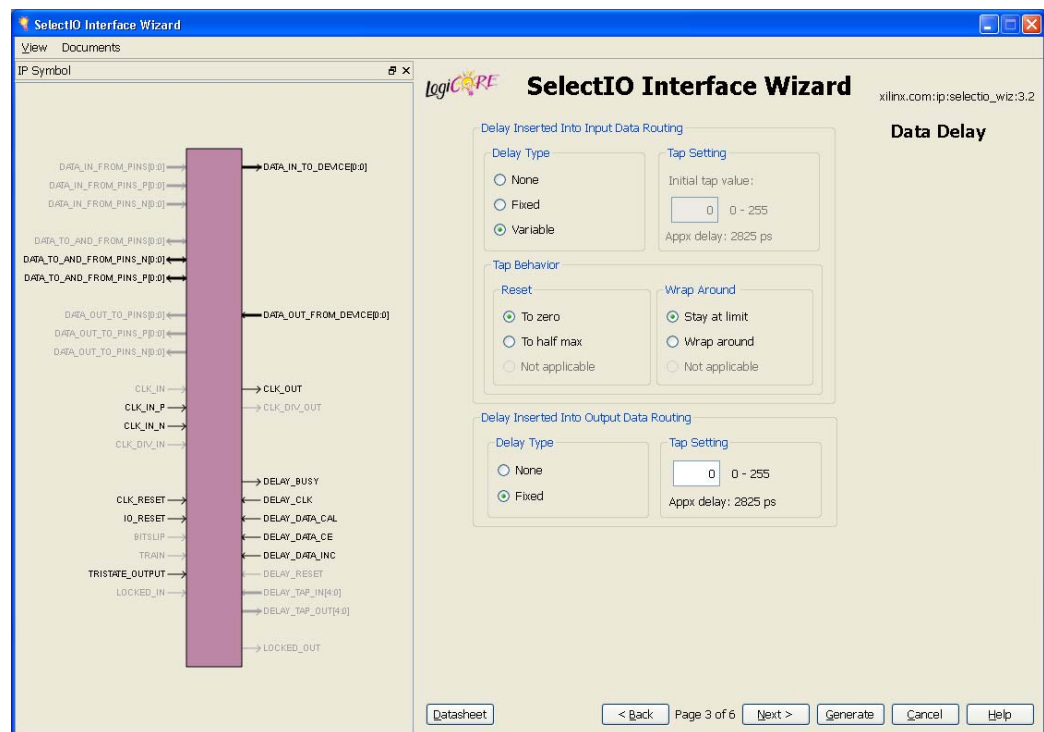 SelectIO Interface Wizard
View Documents
IP Symbol
DATA_IN_FROM_PINS[0:0]
DATA_IN_TO_DEVICE[0:0]
DATA_IN_FROM_PINS_P[0:0]
DATA_IN_FROM_PINS_N[0:0]
DATA_TO_AND_FROM_PINS[0:0]
DATA_TO_AND_FROM_PINS_N[0:0]
DATA_TO_AND_FROM_PINS_P[0:0]
DATA_OUT_TO_PINS[0:0]
DATA_OUT_FROM_DEVICE[0:0]
DATA_OUT_TO_PINS_P[0:0]
DATA_OUT_TO_PINS_N[0:0]
CLK_IN
CLK_OUT
CLK_IN_P
CLK_DIV_OUT
CLK_IN_N
CLK_DIV_IN
DELAY_BUSY
CLK_RESET
DELAY_CLK
IO_RESET
DELAY_DATA_CAL
BITSLIP
DELAY_DATA_CE
TRAIN
DELAY_DATA_INC
TRISTATE_OUTPUT
DELAY_RESET
LOCKED_IN
DELAY_TAP_IN[4:0]
DELAY_TAP_OUT[4:0]
LOCKED_OUT
logiCORE
SelectIO Interface Wizard
xilinx.com:ip:selectio_wiz:3.2
Data Delay
Delay Inserted Into Input Data Routing
Delay Type
None
Fixed
Variable
Tap Setting
Initial tap value:
0 0 - 255
Appx delay: 2825 ps
Tap Behavior
Reset
To zero
To half max
Not applicable
Wrap Around
Stay at limit
Wrap around
Not applicable
Delay Inserted Into Output Data Routing
Delay Type
None
Fixed
Tap Setting
0 0 - 255
Appx delay: 2825 ps
Datasheet
< Back Page 3 of 6 Next > Generate Cancel Help